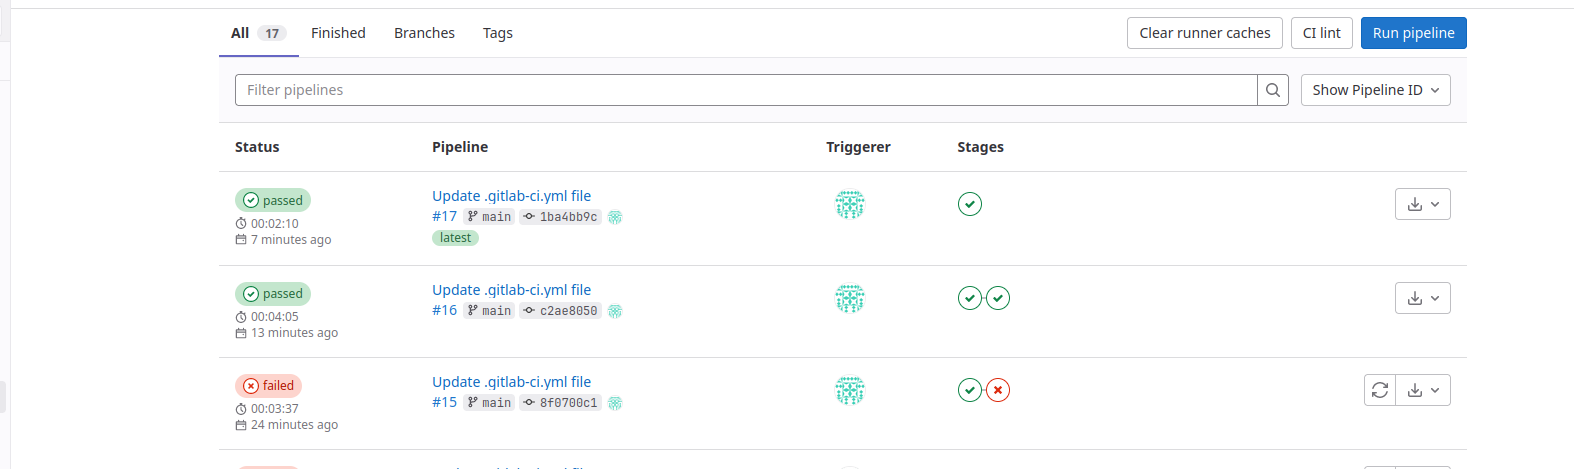 All 17 Finished Branches Tags Clear runner caches CI lint Run pipeline
Filter pipelines Show Pipeline ID
Status Pipeline Triggerer Stages
passed Update .gitlab-ci.yml file
#17 main 1ba4bb9c
00:02:10
7 minutes ago latest
passed Update .gitlab-ci.yml file
#16 main c2ae8050
00:04:05
13 minutes ago
failed Update .gitlab-ci.yml file
#15 main 8f0700c1
00:03:37
24 minutes ago